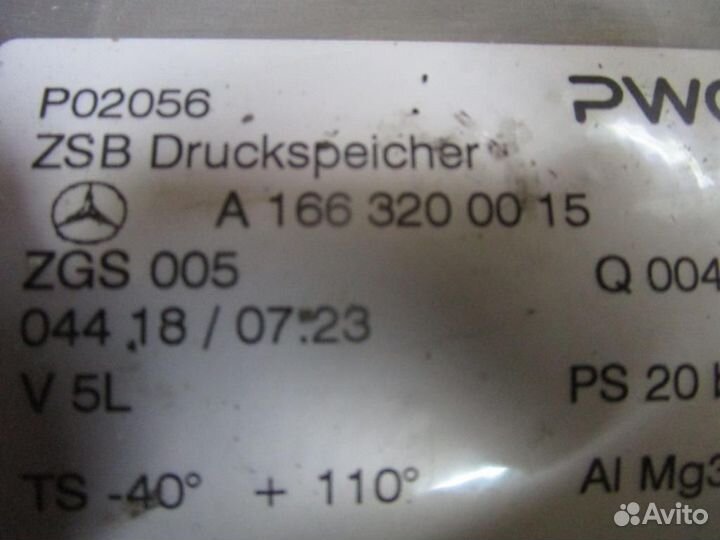 P02056 PWO
ZSB Druckspeicher
A 166 320 00 15
ZGS 005 Q 004
044 18 / 07:23
V 5L PS 20 b
TS -40° + 110° Al Mg3
Avito